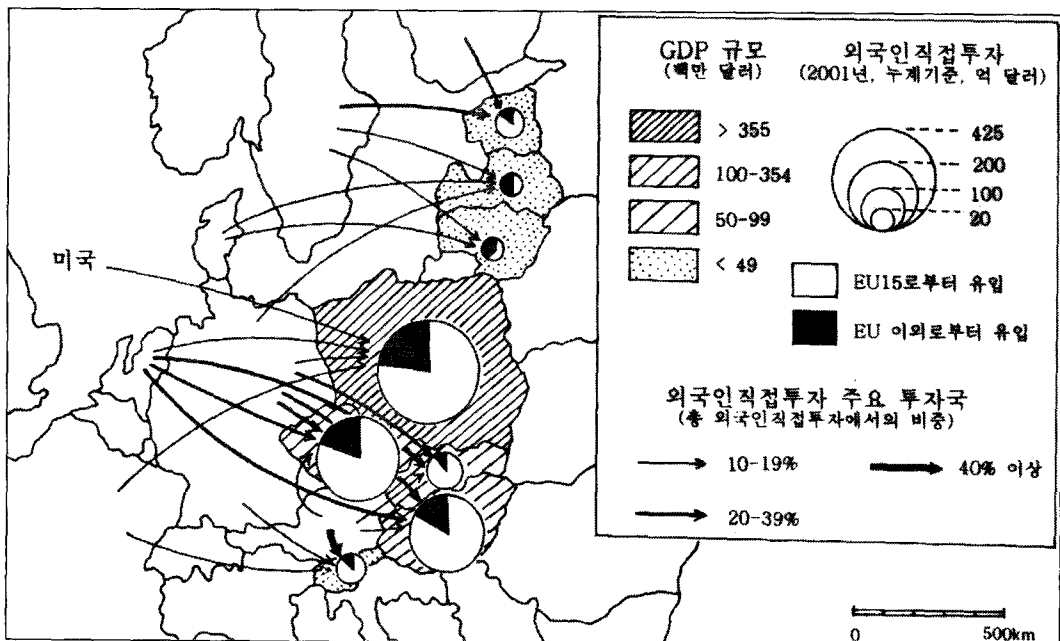 미국
GDP 규모
(백만 달러)
> 355
100-354
50-99
< 49
외국인직접투자
(2001년, 누계기준, 억 달러)
425
200
100
20
EU15로부터 유입
EU 이외로부터 유입
외국인직접투자 주요 투자국
(총 외국인직접투자에서의 비중)
10-19%
40% 이상
20-39%
0 500km